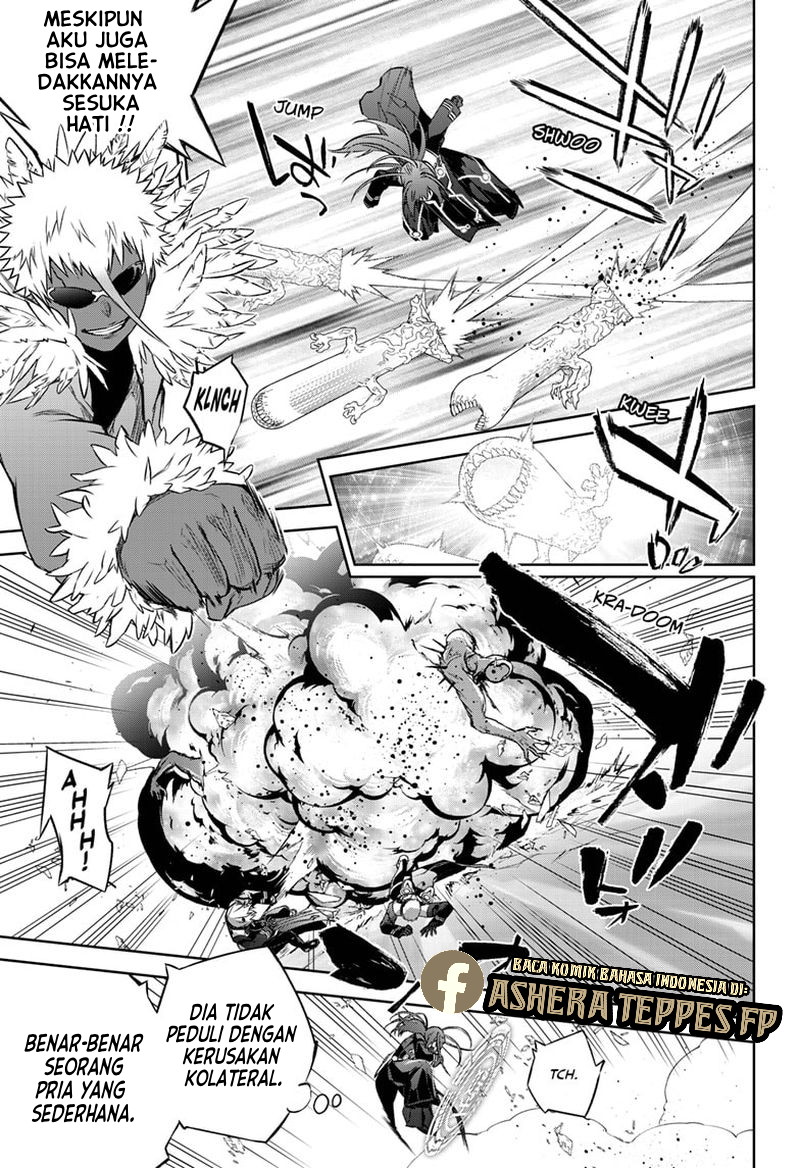 MESKIPUN
AKU JUGA
BISA MELE-
DAKKANNYA
SESUKA
HATI !!
JUMP
SHWOO
KLNCH
KWEE
KRA-DOOM
AHHH!
BACA KOMIK BAHASA INDONESIA DI:
f ASHERA TEPPES FP
DIA TIDAK
PEDULI DENGAN
KERUSAKAN
KOLATERAL.
BENAR-BENAR
SEORANG
PRIA YANG
SEDERHANA.
TCH.